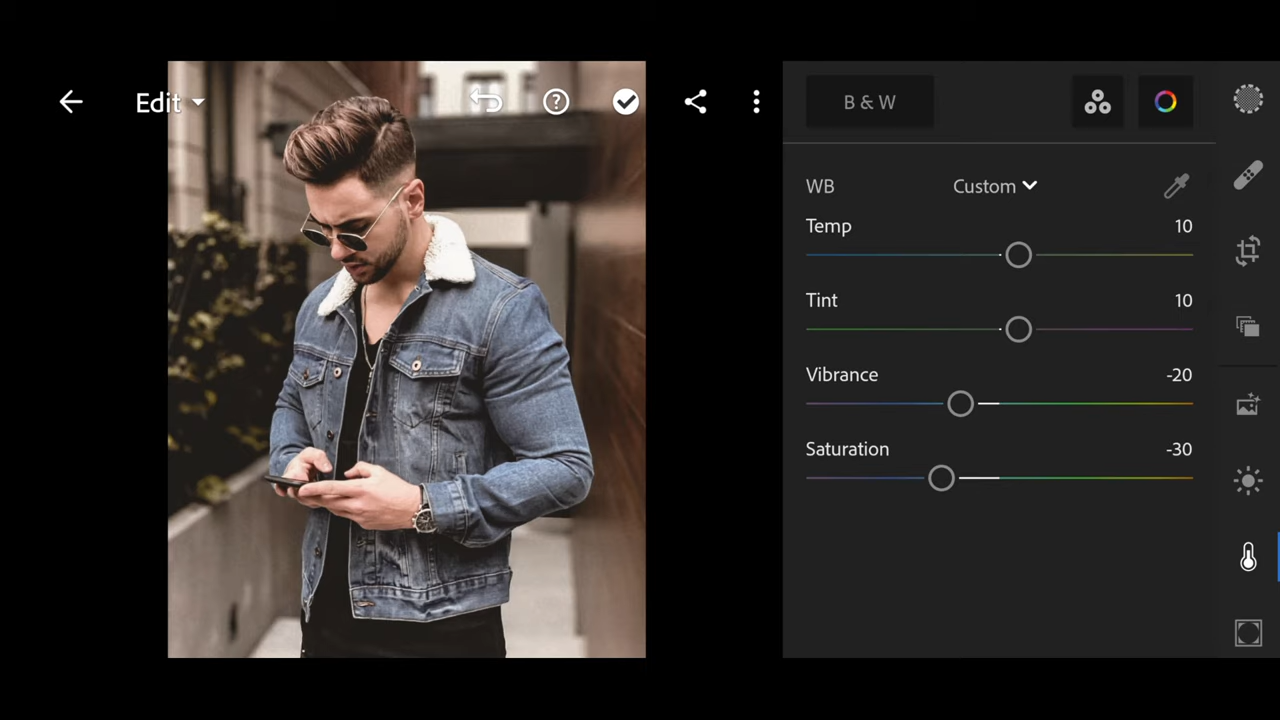 Edit
B & W
WB Custom
Temp 10
Tint 10
Vibrance -20
Saturation -30